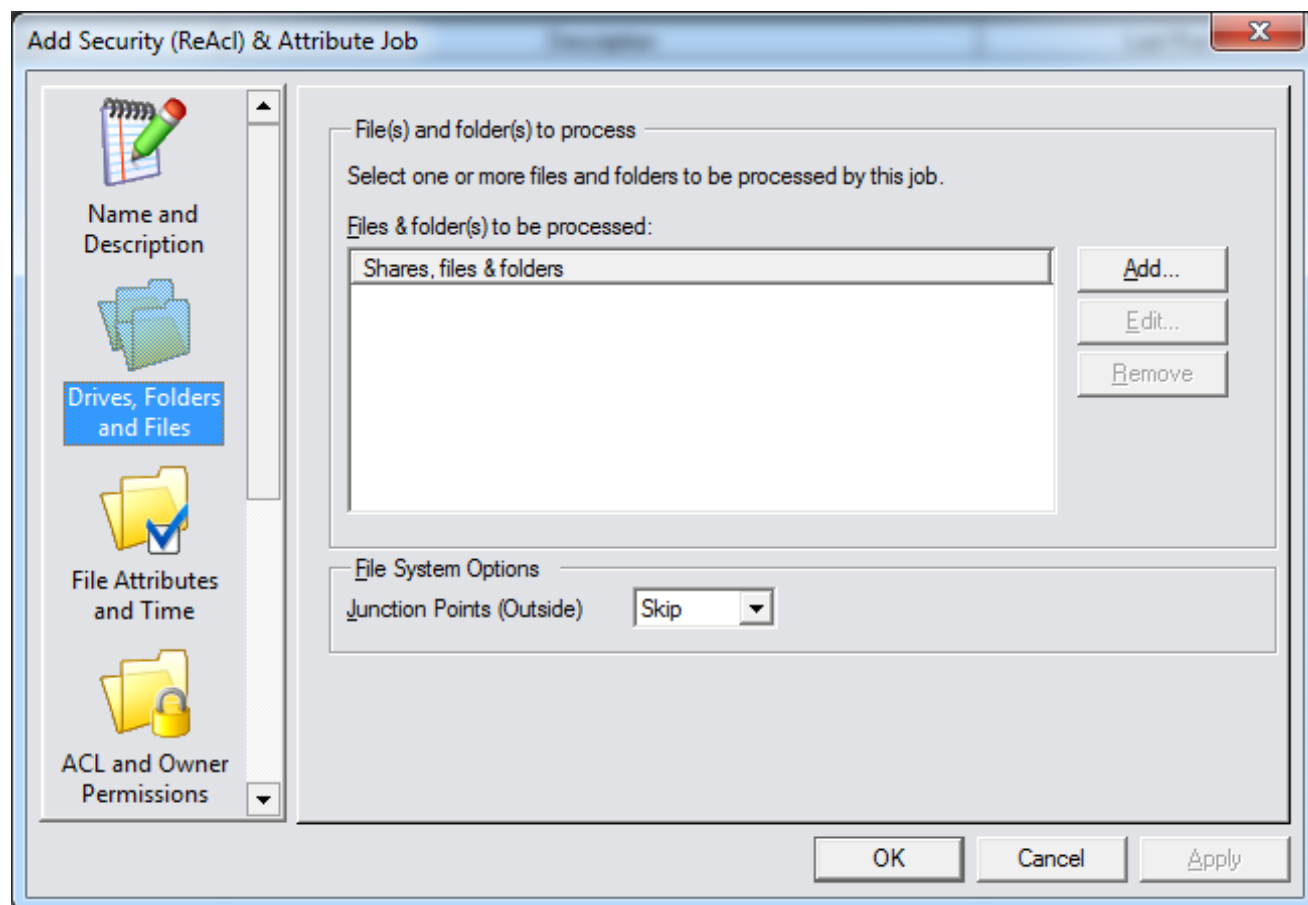 Add Security (ReAcl) & Attribute Job
Name and
Description
Drives, Folders
and Files
File Attributes
and Time
ACL and Owner
Permissions
File(s) and folder(s) to process
Select one or more files and folders to be processed by this job.
Files & folder(s) to be processed:
Shares, files & folders
Add...
Edit...
Remove
File System Options
Junction Points (Outside)
Skip
OK
Cancel
Apply